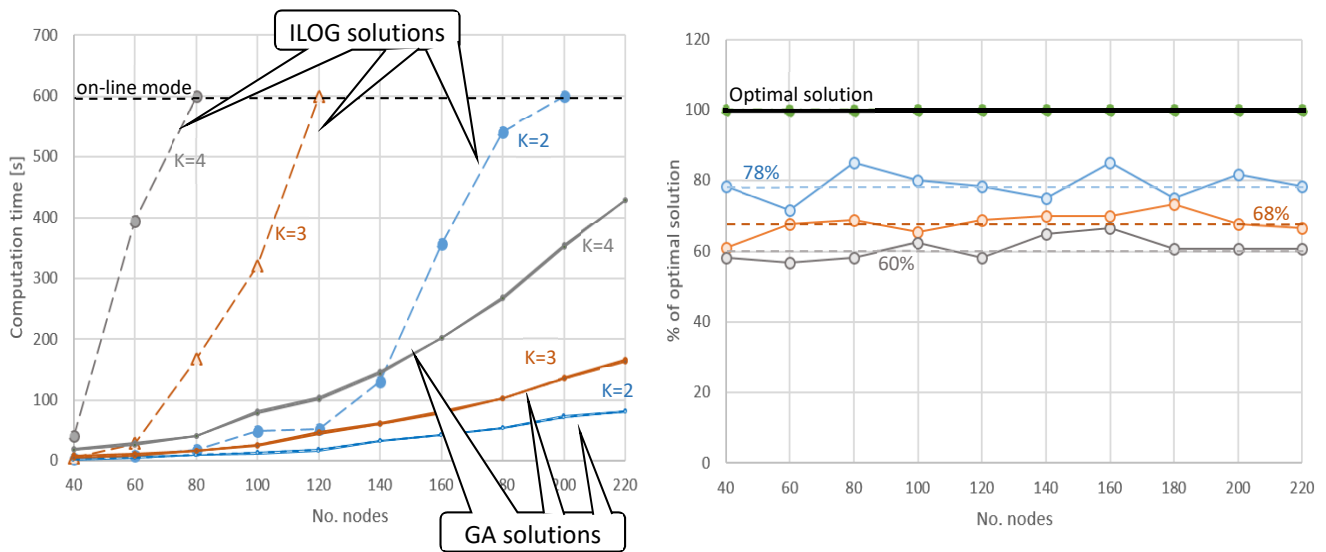 ILOG solutions
700
600
500
400
300
200
100
0
Computation time [s]
on-line mode
K=4
K=3
K=2
K=4
K=3
K=2
40
60
80
100
120
140
160
180
200
220
No. nodes
GA solutions
120
100
80
60
40
20
0
% of optimal solution
Optimal solution
78%
68%
60%
40
60
80
100
120
140
160
180
200
220
No. nodes